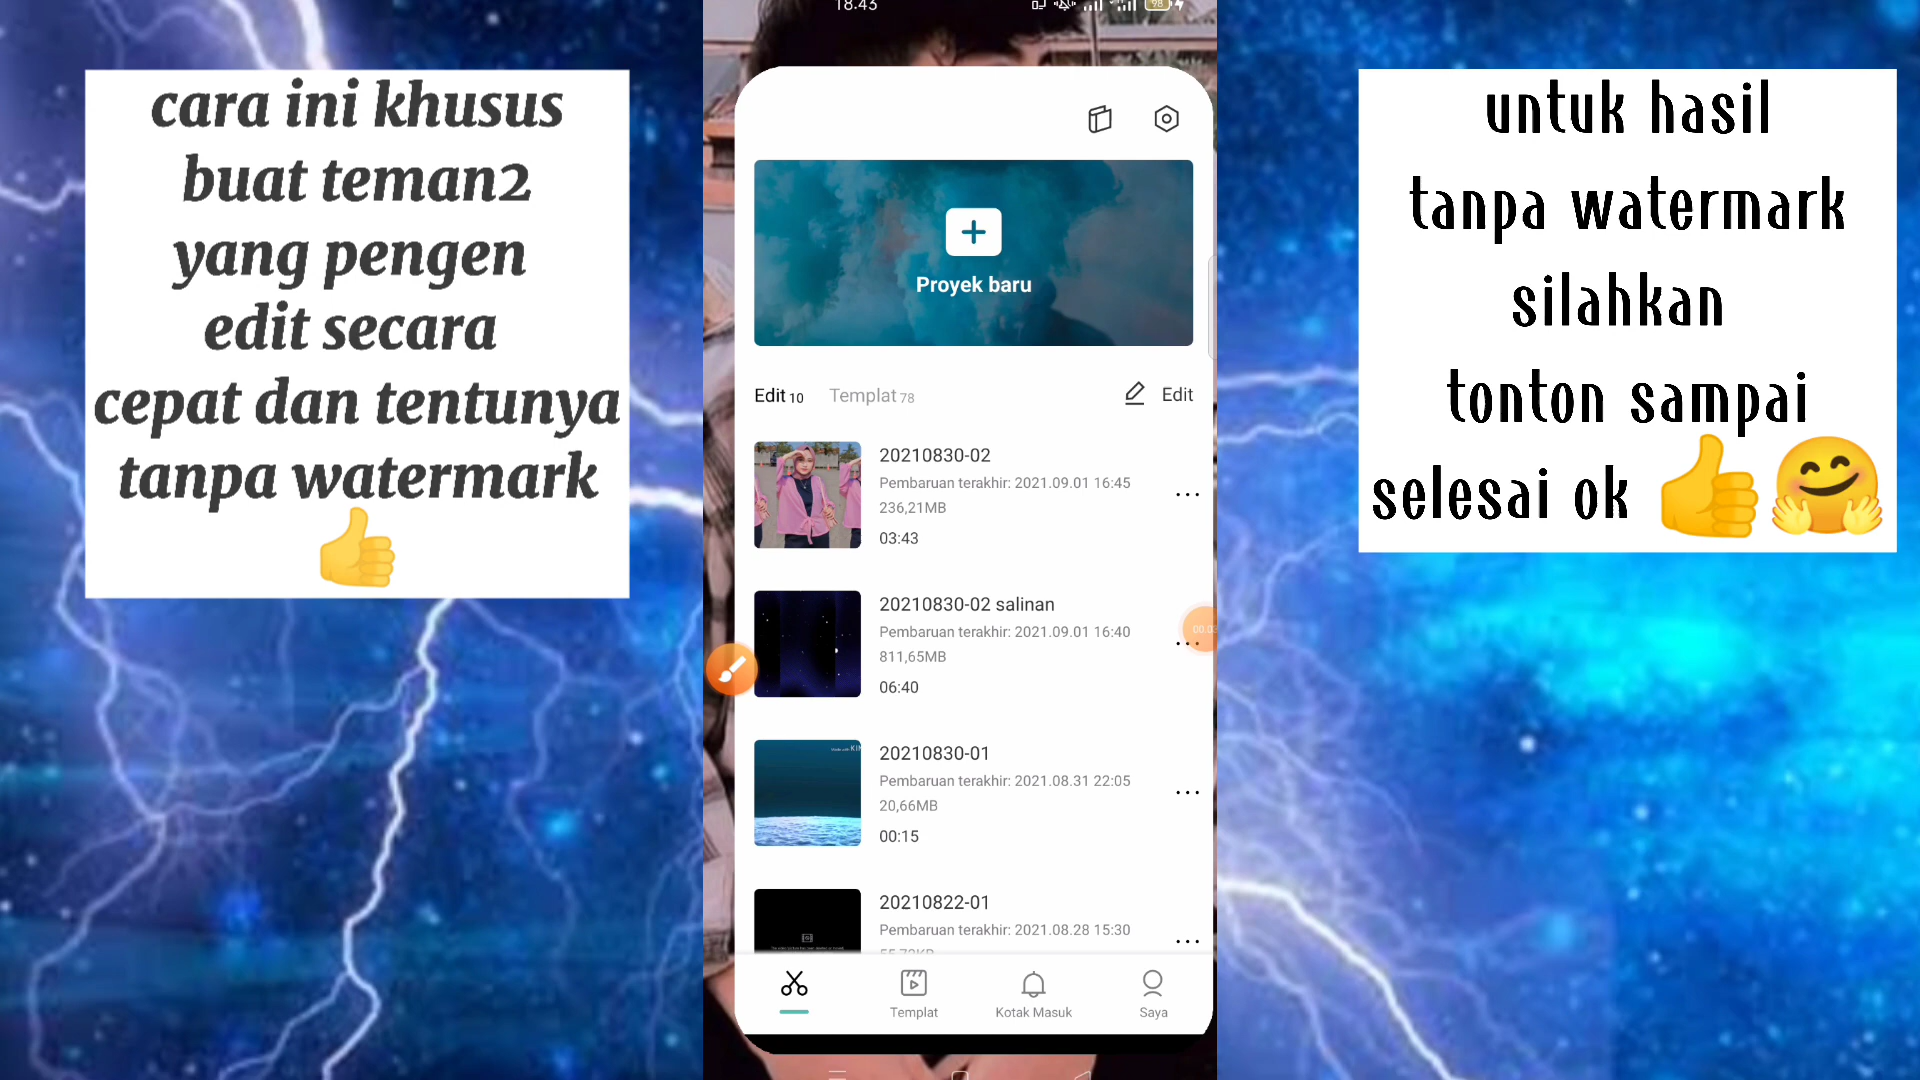 cara ini khusus
buat teman2
yang pengen
edit secara
cepat dan tentunya
tanpa watermark
18.43
98
Proyek baru
Edit 10 Templat 78 Edit
20210830-02
Pembaruan terakhir: 2021.09.01 16:45
236,21MB
03:43
20210830-02 salinan
Pembaruan terakhir: 2021.09.01 16:40
811,65MB
06:40
20210830-01
Pembaruan terakhir: 2021.08.31 22:05
20,66MB
00:15
20210822-01
Pembaruan terakhir: 2021.08.28 15:30
Templat
Kotak Masuk
Saya
untuk hasil
tanpa watermark
silahkan
tonton sampai
selesai ok